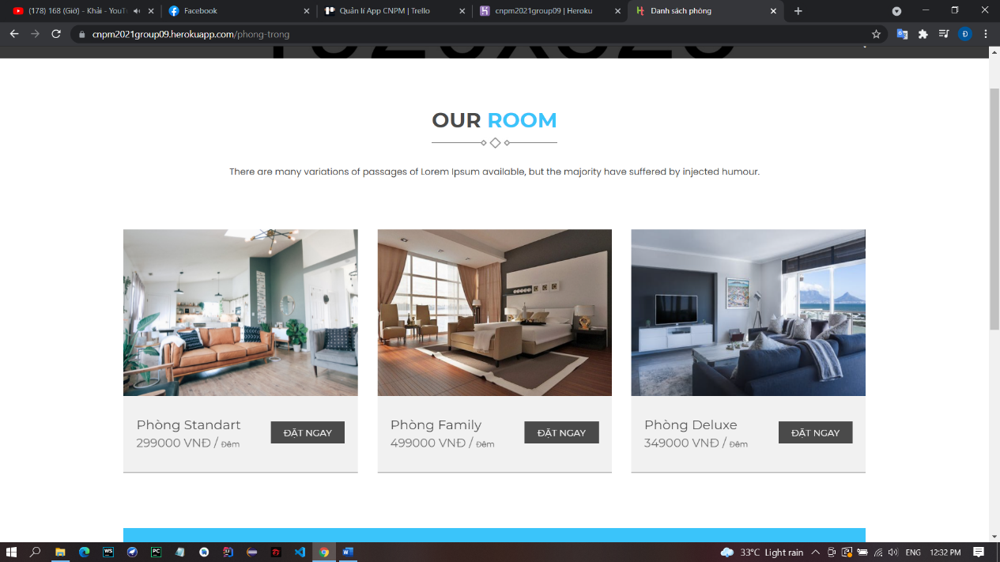 (178) 168 (Giờ) - Khải - YouT
Facebook
Quản lí App CNPM | Trello
cnpm2021group09 | Heroku
Danh sách phòng
cnpm2021group09.herokuapp.com/phong-trong
OUR ROOM
There are many variations of passages of Lorem Ipsum available, but the majority have suffered by injected humour.
Phòng Standart
299000 VNĐ / Đêm
ĐẶT NGAY
Phòng Family
499000 VNĐ / Đêm
ĐẶT NGAY
Phòng Deluxe
349000 VNĐ / Đêm
ĐẶT NGAY
33°C Light rain
ENG
12:32 PM